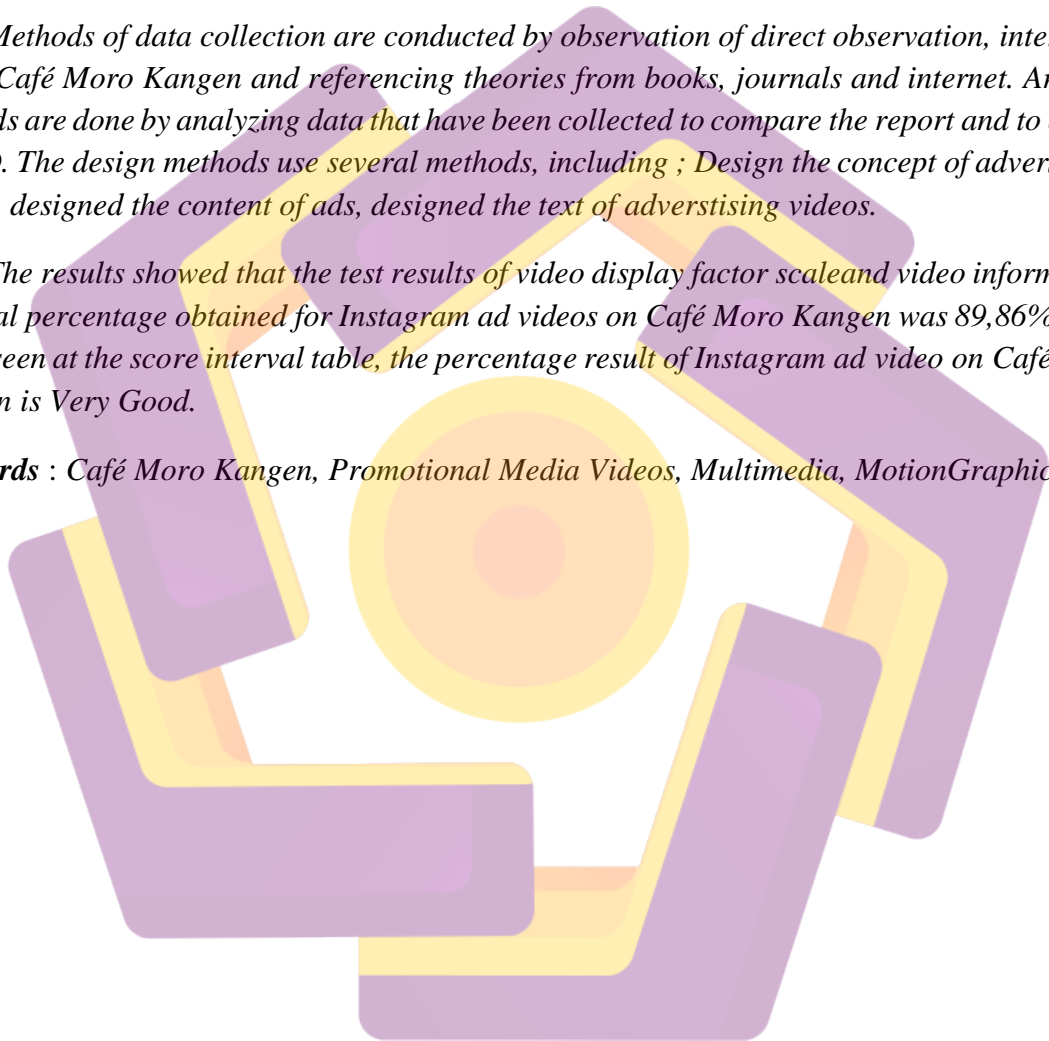 Methods of data collection are conducted by observation of direct observation, inte
Café Moro Kangen and referencing theories from books, journals and internet. A
ds are done by analyzing data that have been collected to compare the report and to
). The design methods use several methods, including ; Design the concept of adver
designed the content of ads, designed the text of adverstising videos.
The results showed that the test results of video display factor scaleand video inform
al percentage obtained for Instagram ad videos on Café Moro Kangen was 89,86%
een at the score interval table, the percentage result of Instagram ad video on Café
n is Very Good.
rds : Café Moro Kangen, Promotional Media Videos, Multimedia, MotionGraphic